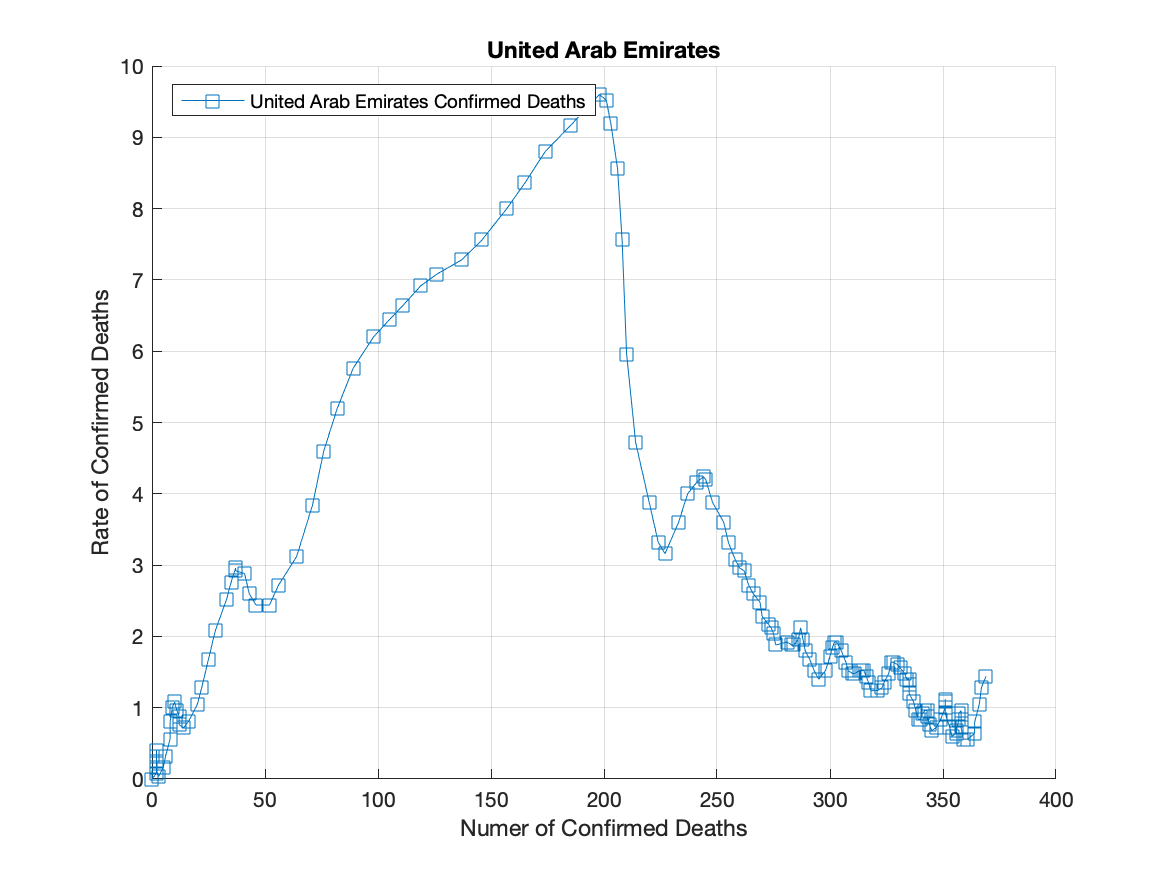 United Arab Emirates
United Arab Emirates Confirmed Deaths
Rate of Confirmed Deaths
10
9
8
7
6
5
4
3
2
1
0
0 50 100 150 200 250 300 350 400
Numer of Confirmed Deaths